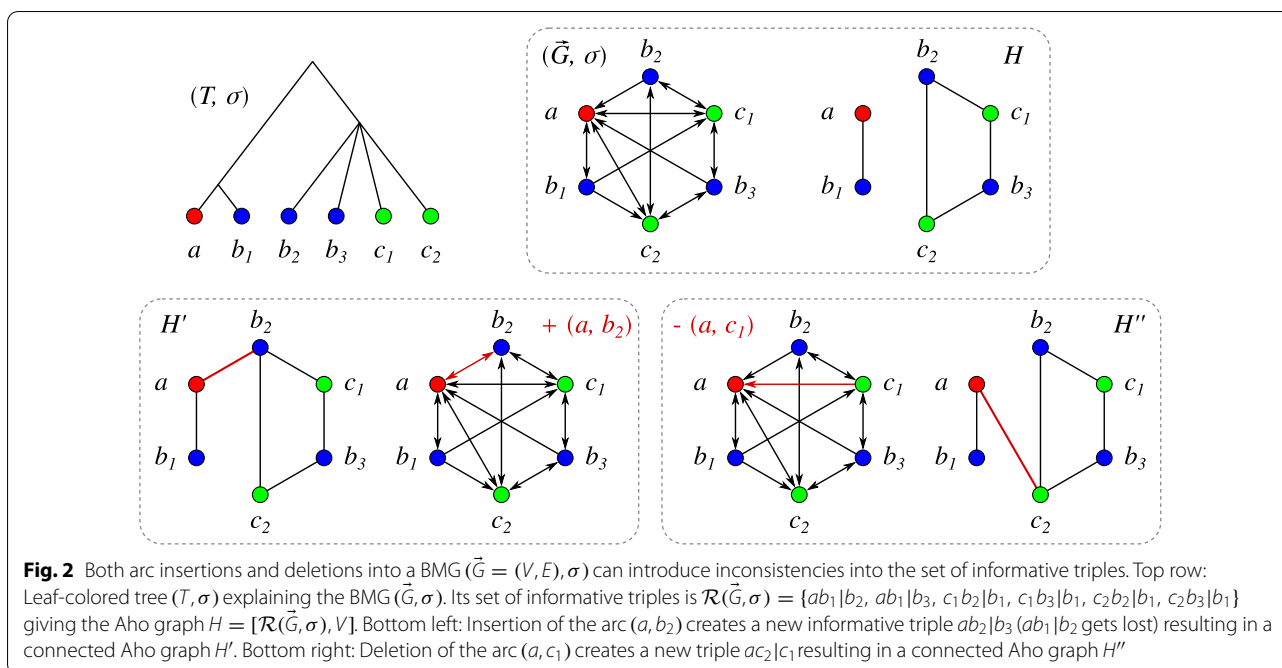 (T, σ)
a b₁ b₂ b₃ c₁ c₂
(G⃗, σ)
b₂
a c₁
b₁ b₃
c₂
H
b₂
a c₁
b₁ b₃
c₂
H′
b₂
a c₁
b₁ b₃
c₂
+ (a, b₂)
b₂
a c₁
b₁ b₃
c₂
- (a, c₁)
b₂
a c₁
b₁ b₃
c₂
H′′
b₂
a c₁
b₁ b₃
c₂
Fig. 2 Both arc insertions and deletions into a BMG (G⃗ = (V, E), σ) can introduce inconsistencies into the set of informative triples. Top row:
Leaf-colored tree (T, σ) explaining the BMG (G⃗, σ). Its set of informative triples is R(G⃗, σ) = {ab₁|b₂, ab₁|b₃, c₁b₂|b₁, c₁b₃|b₁, c₂b₂|b₁, c₂b₃|b₁}
giving the Aho graph H = [R(G⃗, σ), V]. Bottom left: Insertion of the arc (a, b₂) creates a new informative triple ab₂|b₃ (ab₁|b₂ gets lost) resulting in a
connected Aho graph H′. Bottom right: Deletion of the arc (a, c₁) creates a new triple ac₂|c₁ resulting in a connected Aho graph H′′